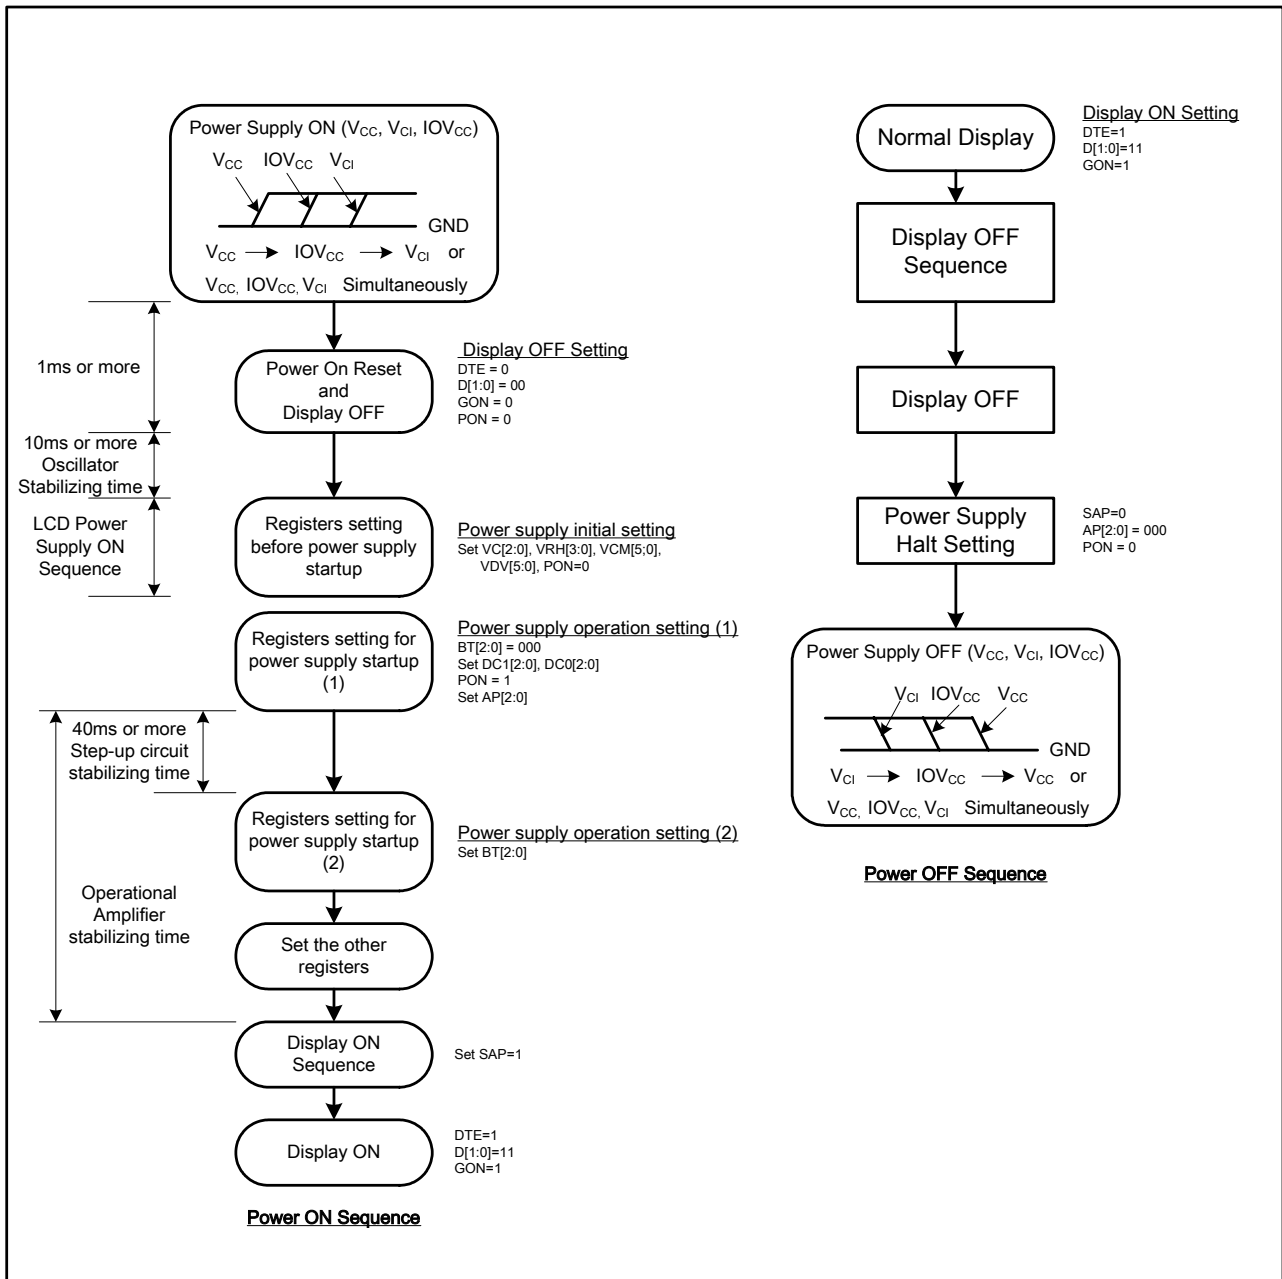 Power Supply ON (VCC, VCI, IOVCC)
VCC IOVCC VCI
GND
VCC IOVCC VCI or
VCC, IOVCC, VCI Simultaneously
1ms or more
Power On Reset
and
Display OFF
Display OFF Setting
DTE = 0
D[1:0] = 00
GON = 0
PON = 0
10ms or more
Oscillator
Stabilizing time
LCD Power
Supply ON
Sequence
Registers setting
before power supply
startup
Power supply initial setting
Set VC[2:0], VRH[3:0], VCM[5;0],
VDV[5:0], PON=0
Registers setting for
power supply startup
(1)
Power supply operation setting (1)
BT[2:0] = 000
Set DC1[2:0], DC0[2:0]
PON = 1
Set AP[2:0]
40ms or more
Step-up circuit
stabilizing time
Registers setting for
power supply startup
(2)
Power supply operation setting (2)
Set BT[2:0]
Operational
Amplifier
stabilizing time
Set the other
registers
Display ON
Sequence
Set SAP=1
Display ON
DTE=1
D[1:0]=11
GON=1
Power ON Sequence
Normal Display
Display ON Setting
DTE=1
D[1:0]=11
GON=1
Display OFF
Sequence
Display OFF
Power Supply
Halt Setting
SAP=0
AP[2:0] = 000
PON = 0
Power Supply OFF (VCC, VCI, IOVCC)
VCI IOVCC VCC
GND
VCI IOVCC VCC or
VCC, IOVCC, VCI Simultaneously
Power OFF Sequence